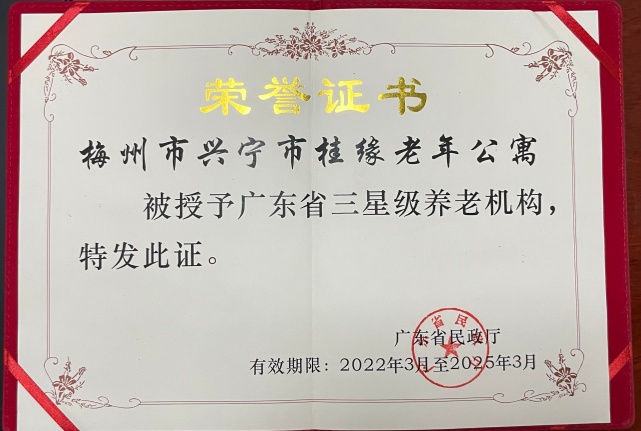 荣誉证书
梅州市兴宁市桂缘老年公寓
被授予广东省三星级养老机构，
特发此证。
广东省民政厅
有效期限：2022年3月至2025年3月